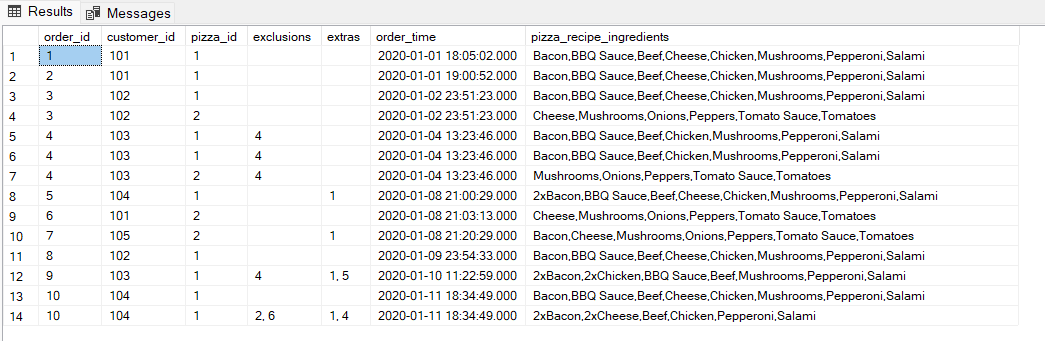 Results Messages
order_id customer_id pizza_id exclusions extras order_time pizza_recipe_ingredients
1 1 101 1 2020-01-01 18:05:02.000 Bacon,BBQ Sauce,Beef,Cheese,Chicken,Mushrooms,Pepperoni,Salami
2 2 101 1 2020-01-01 19:00:52.000 Bacon,BBQ Sauce,Beef,Cheese,Chicken,Mushrooms,Pepperoni,Salami
3 3 102 1 2020-01-02 23:51:23.000 Bacon,BBQ Sauce,Beef,Cheese,Chicken,Mushrooms,Pepperoni,Salami
4 3 102 2 2020-01-02 23:51:23.000 Cheese,Mushrooms,Onions,Peppers,Tomato Sauce,Tomatoes
5 4 103 1 4 2020-01-04 13:23:46.000 Bacon,BBQ Sauce,Beef,Chicken,Mushrooms,Pepperoni,Salami
6 4 103 1 4 2020-01-04 13:23:46.000 Bacon,BBQ Sauce,Beef,Chicken,Mushrooms,Pepperoni,Salami
7 4 103 2 4 2020-01-04 13:23:46.000 Mushrooms,Onions,Peppers,Tomato Sauce,Tomatoes
8 5 104 1 1 2020-01-08 21:00:29.000 2xBacon,BBQ Sauce,Beef,Cheese,Chicken,Mushrooms,Pepperoni,Salami
9 6 101 2 2020-01-08 21:03:13.000 Cheese,Mushrooms,Onions,Peppers,Tomato Sauce,Tomatoes
10 7 105 2 1 2020-01-08 21:20:29.000 Bacon,Cheese,Mushrooms,Onions,Peppers,Tomato Sauce,Tomatoes
11 8 102 1 2020-01-09 23:54:33.000 Bacon,BBQ Sauce,Beef,Cheese,Chicken,Mushrooms,Pepperoni,Salami
12 9 103 1 4 1, 5 2020-01-10 11:22:59.000 2xBacon,2xChicken,BBQ Sauce,Beef,Mushrooms,Pepperoni,Salami
13 10 104 1 2020-01-11 18:34:49.000 Bacon,BBQ Sauce,Beef,Cheese,Chicken,Mushrooms,Pepperoni,Salami
14 10 104 1 2, 6 1, 4 2020-01-11 18:34:49.000 2xBacon,2xCheese,Beef,Chicken,Pepperoni,Salami